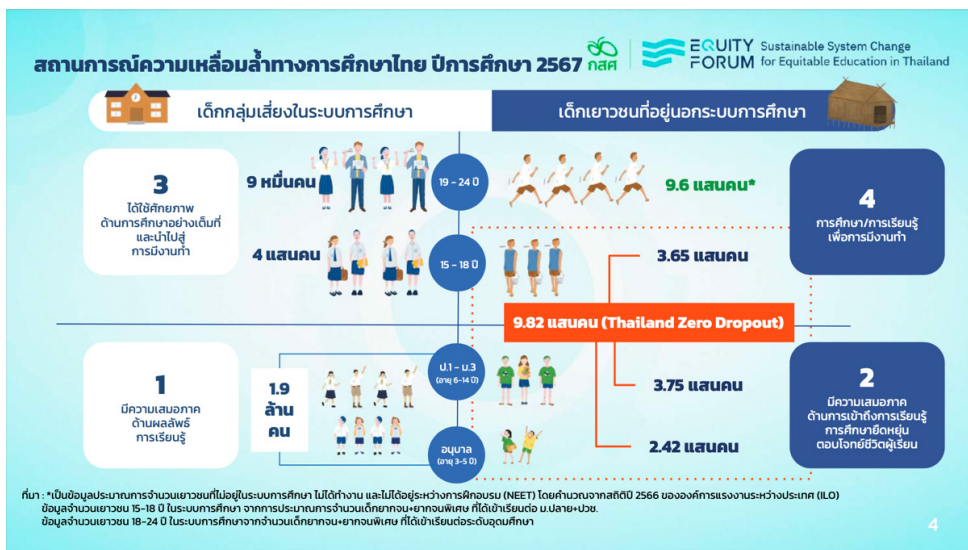 สถานการณ์ความเหลื่อมล้ำทางการศึกษาไทย ปีการศึกษา 2567
กสศ
EQUITY
FORUM
Sustainable System Change
for Equitable Education in Thailand
เด็กกลุ่มเสี่ยงในระบบการศึกษา
เด็กเยาวชนที่อยู่นอกระบบการศึกษา
3
ได้ใช้ศักยภาพ
ด้านการศึกษาอย่างเต็มที่
และนำไปสู่
การมีงานทำ
9 หมื่นคน
19 - 24 ปี
9.6 แสนคน*
4
การศึกษา/การเรียนรู้
เพื่อการมีงานทำ
4 แสนคน
15 - 18 ปี
3.65 แสนคน
9.82 แสนคน (Thailand Zero Dropout)
1
มีความเสมอภาค
ด้านผลลัพธ์
การเรียนรู้
1.9
ล้าน
คน
ป.1 - ม.3
(อายุ 6-14 ปี)
3.75 แสนคน
อนุบาล
(อายุ 3-5 ปี)
2.42 แสนคน
2
มีความเสมอภาค
ด้านการเข้าถึงการเรียนรู้
การศึกษายืดหยุ่น
ตอบโจทย์ชีวิตผู้เรียน
ที่มา : *เป็นข้อมูลประมาณการจำนวนเยาวชนที่ไม่อยู่ในระบบการศึกษา ไม่ได้ทำงาน และไม่ได้อยู่ระหว่างการฝึกอบรม (NEET) โดยคำนวณจากสถิติปี 2566 ขององค์การแรงงานระหว่างประเทศ (ILO)
ข้อมูลจำนวนเยาวชน 15-18 ปี ในระบบการศึกษา จากการประมาณการจำนวนเด็กยากจน+ยากจนพิเศษ ที่ได้เข้าเรียนต่อ ม.ปลาย+ปวช.
ข้อมูลจำนวนเยาวชน 18-24 ปี ในระบบการศึกษาจากจำนวนเด็กยากจน+ยากจนพิเศษ ที่ได้เข้าเรียนต่อระดับอุดมศึกษา
4